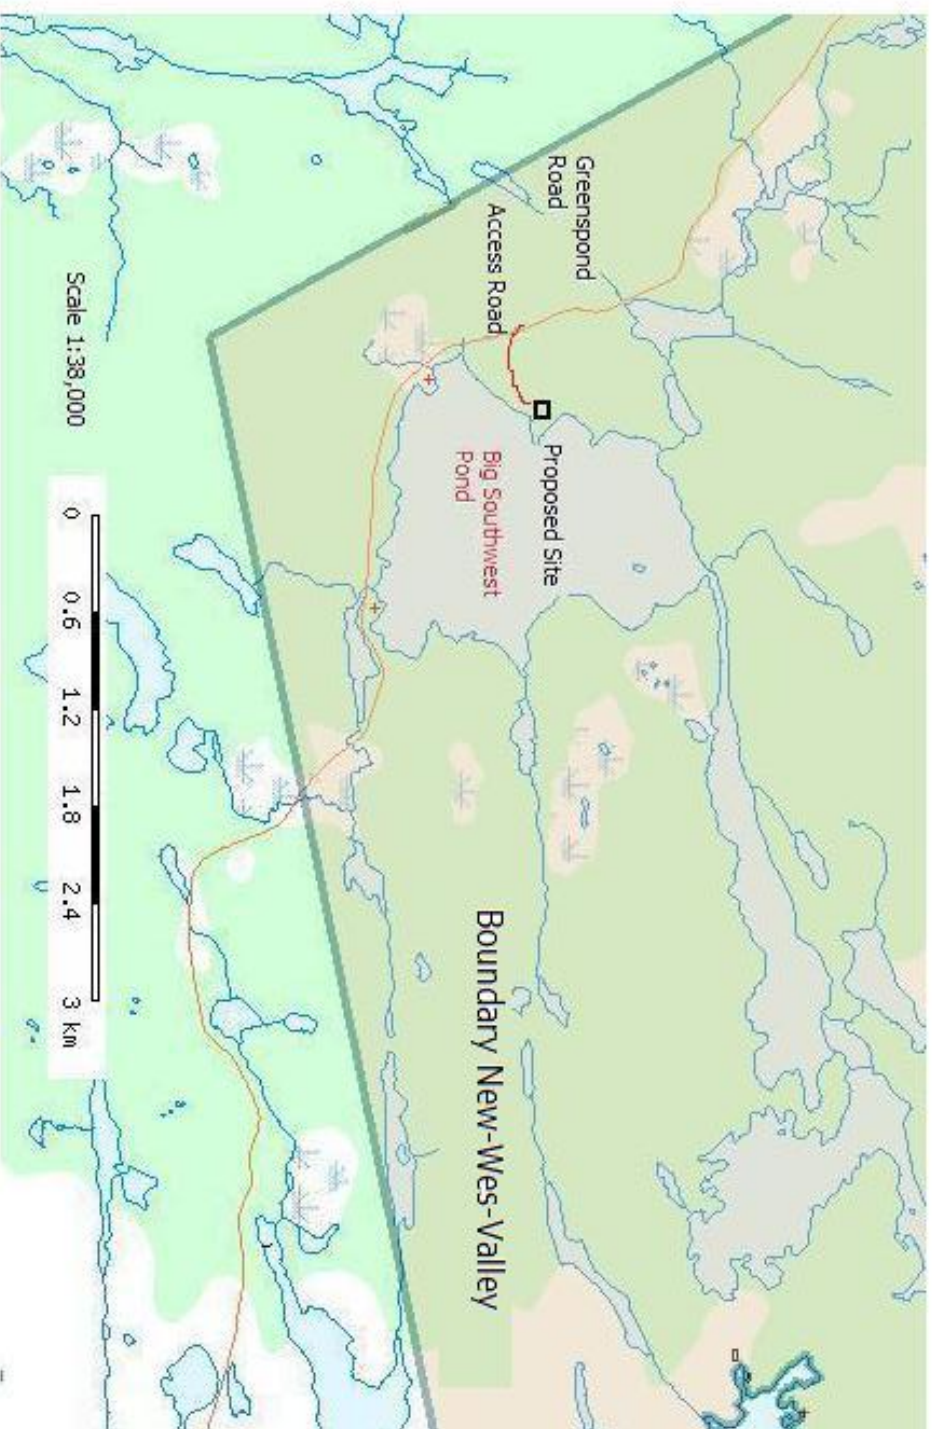 Greenspond
Road
Access Road
Proposed Site
Big Southwest
Pond
Boundary New-Wes-Valley
Scale 1:38,000
0 0.6 1.2 1.8 2.4 3 km